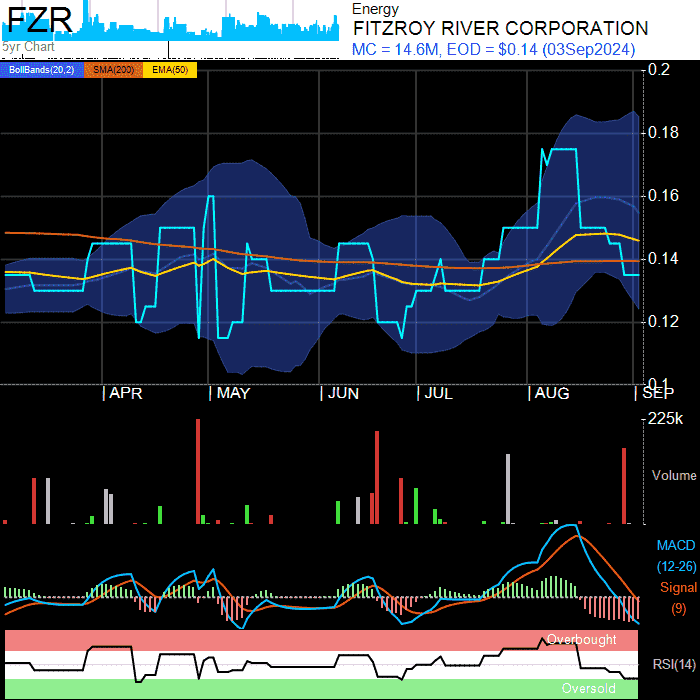 FZR
5yr Chart
Energy
FITZROY RIVER CORPORATION
MC = 14.6M, EOD = $0.14 (03Sep2024)
BollBands(20,2) SMA(200) EMA(50)
0.2
0.18
0.16
0.14
0.12
0.1
APR MAY JUN JUL AUG SEP
225k
Volume
MACD
(12-26)
Signal
(9)
Overbought
RSI(14)
Oversold